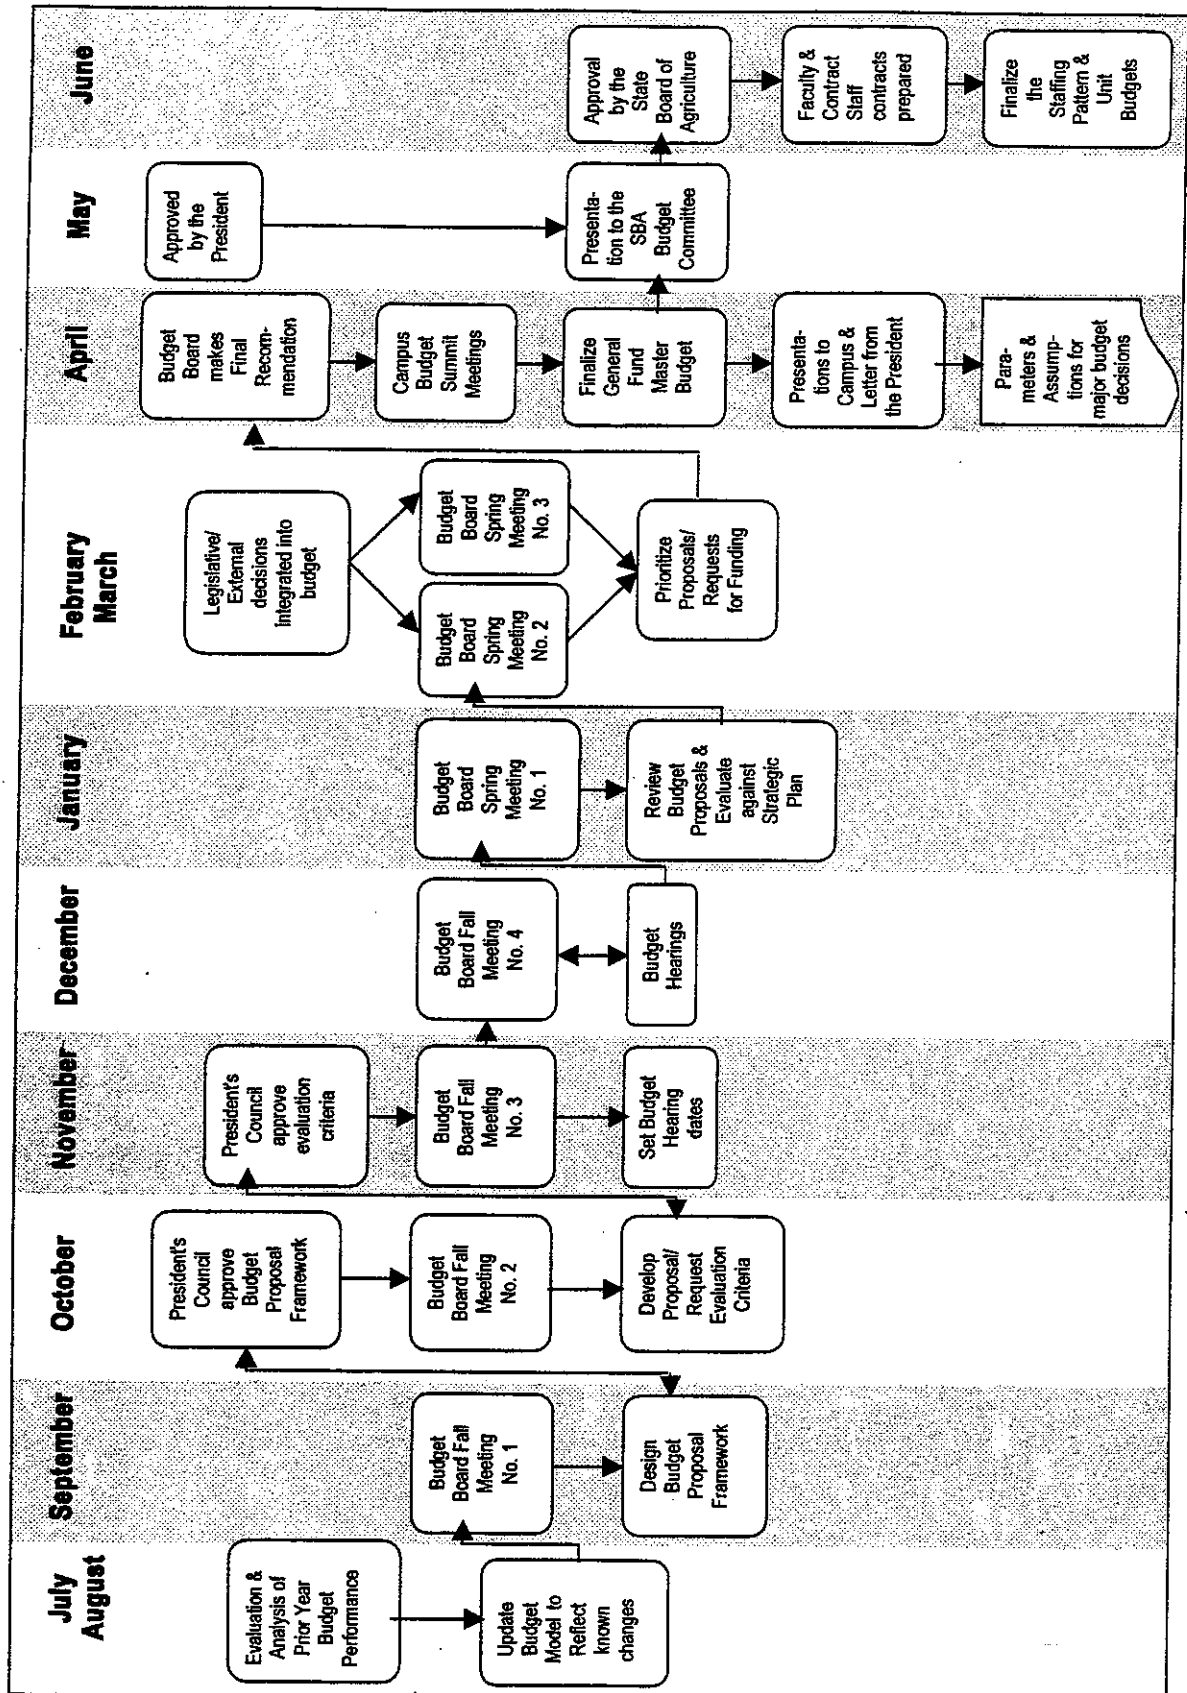 July
August
Evaluation &
Analysis of
Prior Year
Budget
Performance
Update
Budget
Model to
Reflect
known
changes
September
Budget
Board Fall
Meeting
No. 1
Design
Budget
Proposal
Framework
October
President's
Council
approve
Budget
Proposal
Framework
Budget
Board Fall
Meeting
No. 2
Develop
Proposal/
Request
Evaluation
Criteria
November
President's
Council
approve
evaluation
criteria
Budget
Board Fall
Meeting
No. 3
Set Budget
Hearing
dates
December
Budget
Board Fall
Meeting
No. 4
Budget
Hearings
January
Budget
Board
Spring
Meeting
No. 1
Review
Budget
Proposals &
Evaluate
against
Strategic
Plan
February
March
Legislative/
External
decisions
Integrated into
budget
Budget
Board
Spring
Meeting
No. 2
Budget
Board
Spring
Meeting
No. 3
Prioritize
Proposals/
Requests
for Funding
April
Budget
Board
makes
Final
Recom-
mendation
Campus
Budget
Summit
Meetings
Finalize
General
Fund
Master
Budget
Presenta-
tions to
Campus &
Letter from
the President
Para-
meters &
Assump-
tions for
major budget
decisions
May
Approved
by the
President
Presenta-
tion to the
SBA
Budget
Committee
June
Approval
by the
State
Board of
Agriculture
Faculty &
Contract
Staff
contracts
prepared
Finalize
the
Staffing
Pattern &
Unit
Budgets